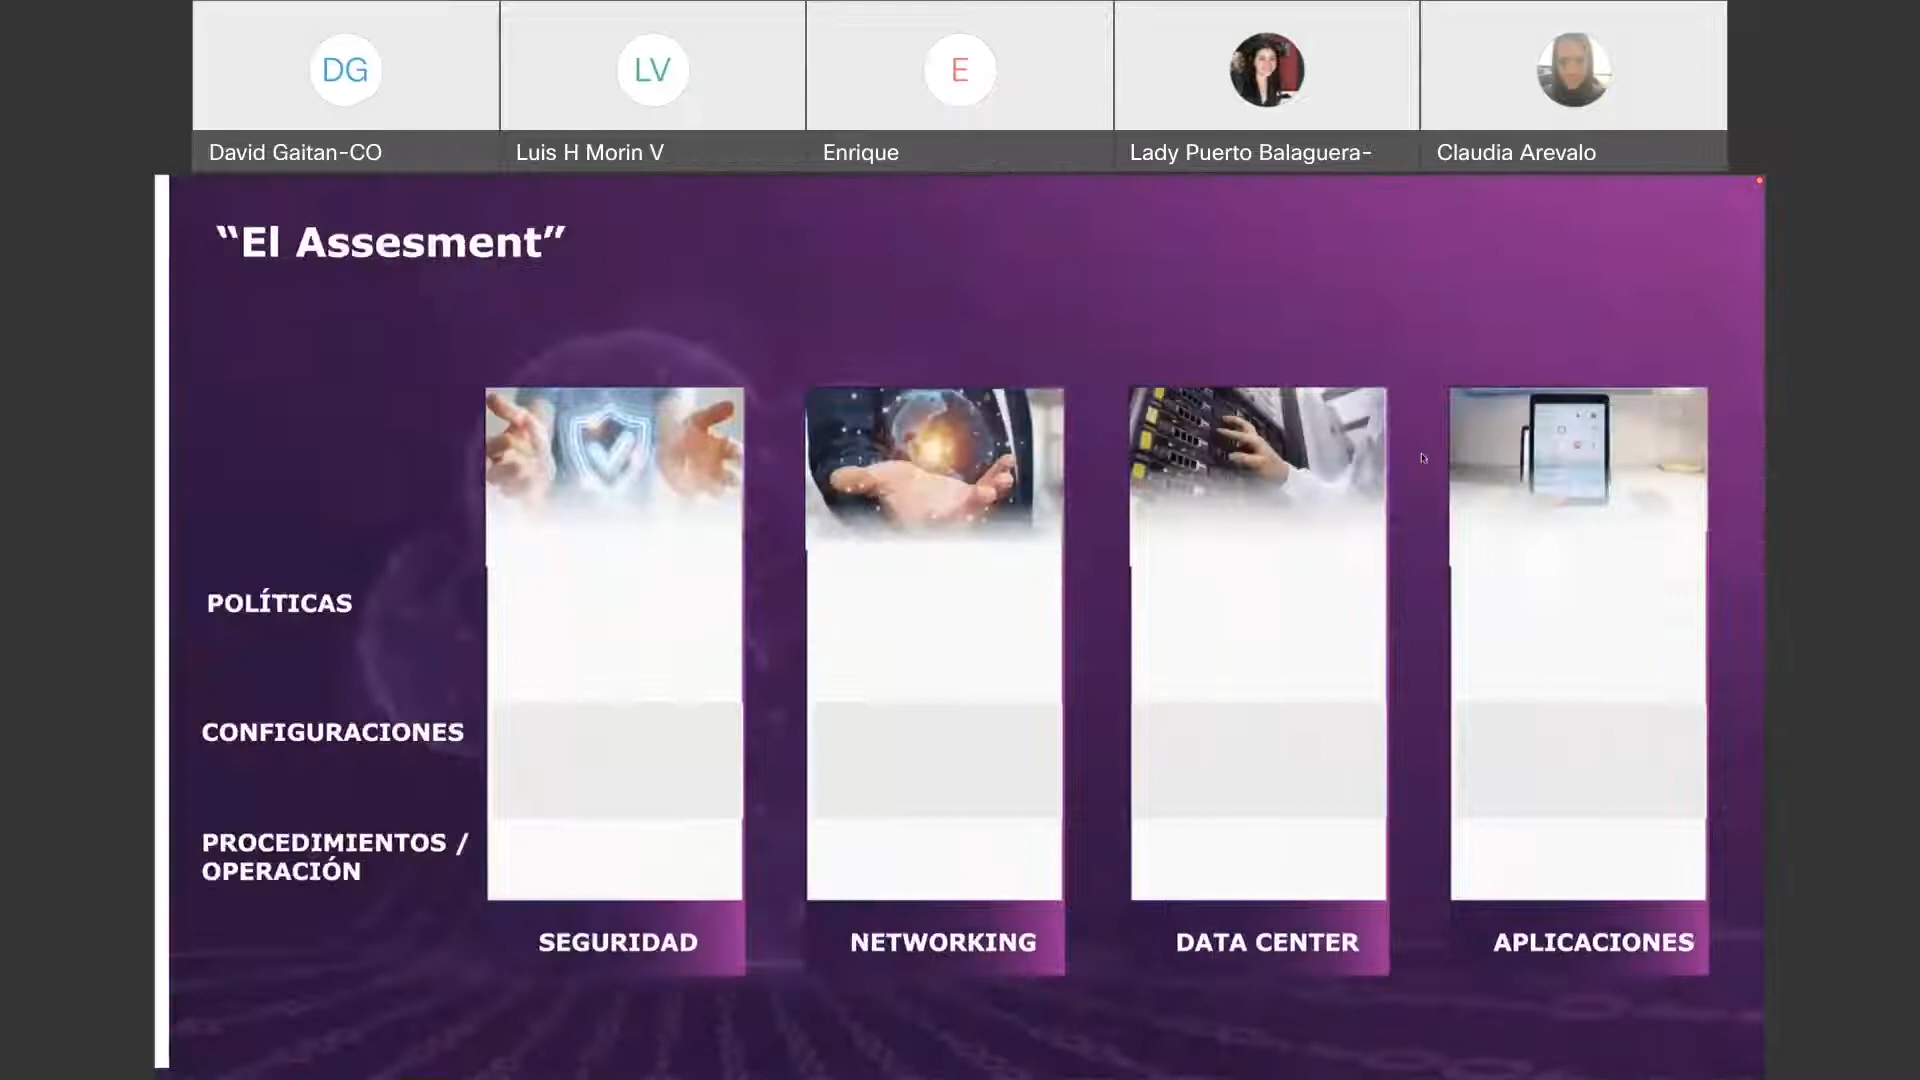 DG
LV
E
David Gaitan-CO
Luis H Morin V
Enrique
Lady Puerto Balaguera-
Claudia Arevalo
“El Assesment”
POLÍTICAS
CONFIGURACIONES
PROCEDIMIENTOS /
OPERACIÓN
SEGURIDAD
NETWORKING
DATA CENTER
APLICACIONES